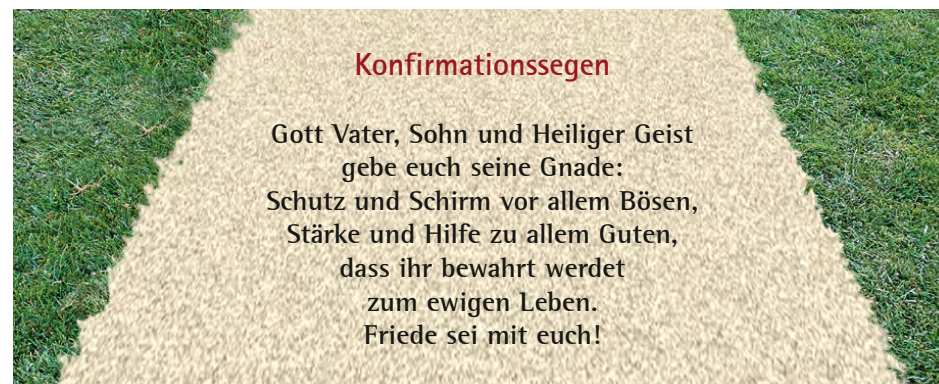 Konfirmationssegen
Gott Vater, Sohn und Heiliger Geist
gebe euch seine Gnade:
Schutz und Schirm vor allem Bösen,
Stärke und Hilfe zu allem Guten,
dass ihr bewahrt werdet
zum ewigen Leben.
Friede sei mit euch!